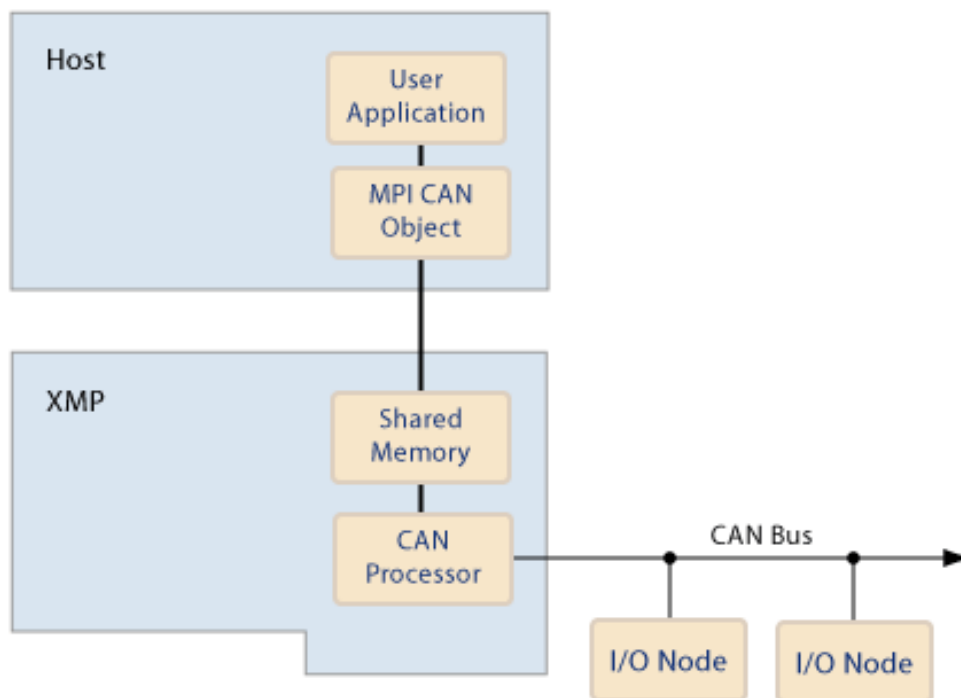 Host
User
Application
MPI CAN
Object
XMP
Shared
Memory
CAN
Processor
CAN Bus
I/O Node
I/O Node